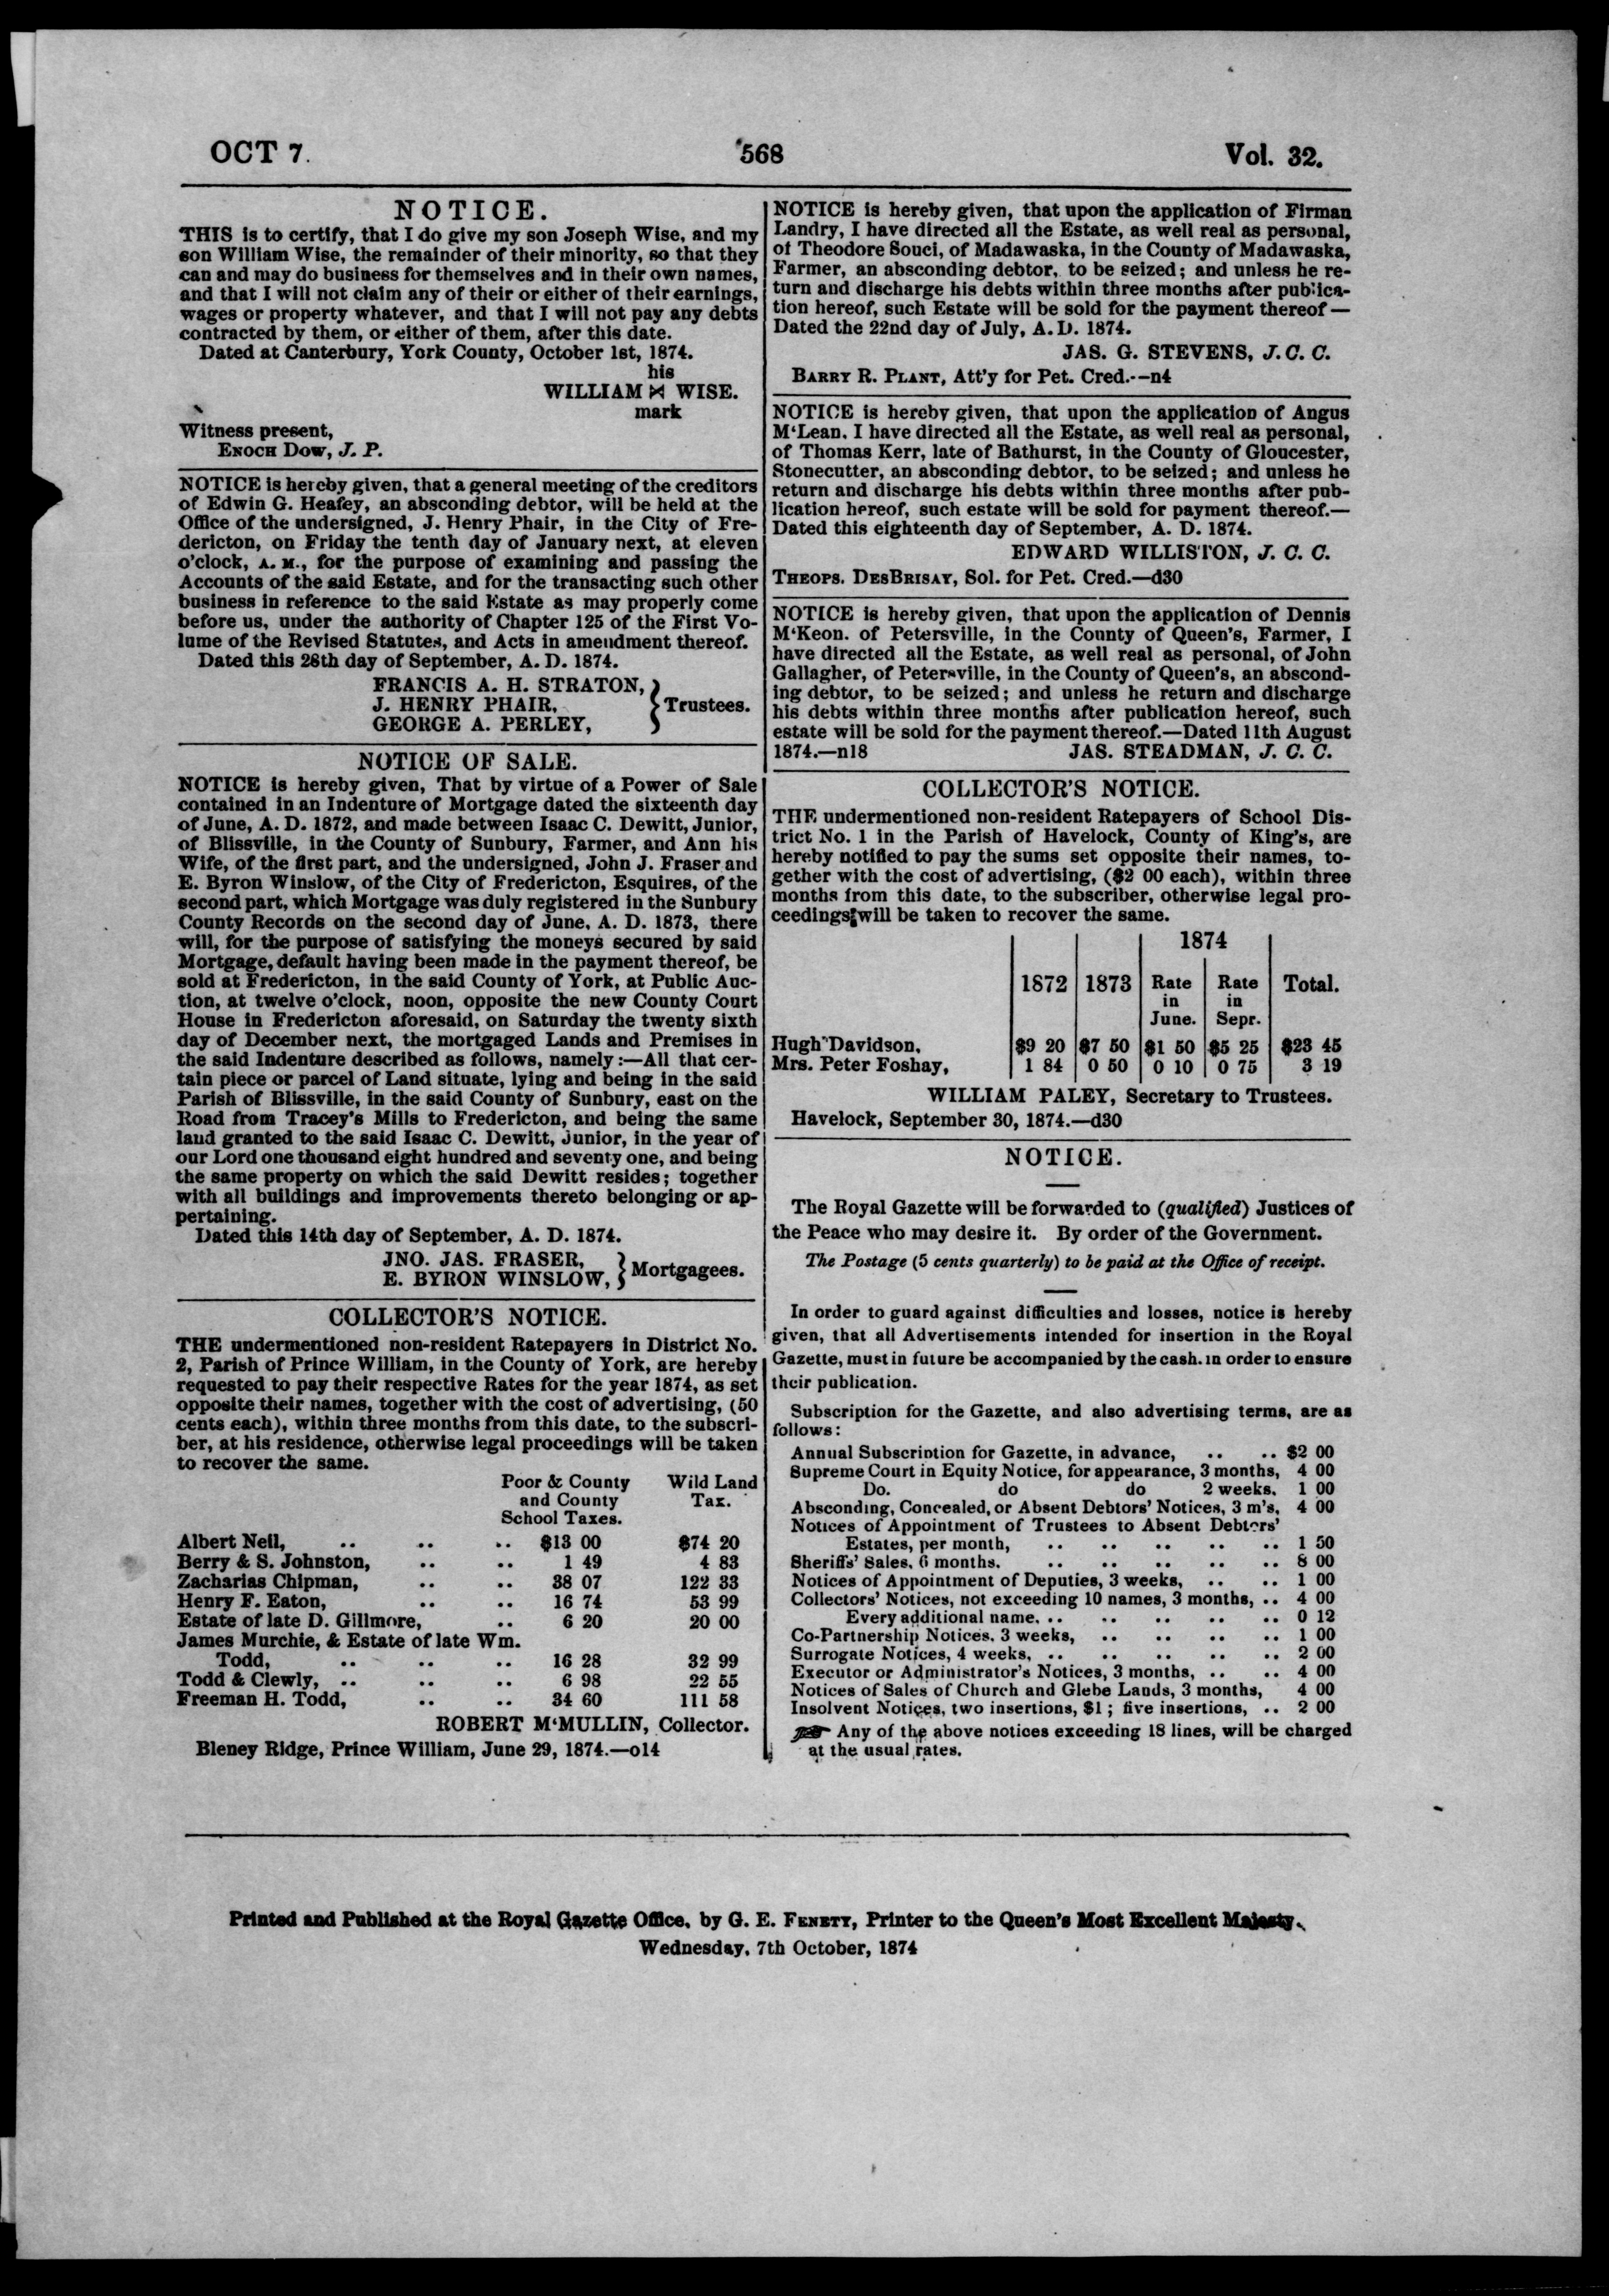 OCT 7.
568
Vol. 32.
NOTICE.
THIS is to certify, that I do give my son Joseph Wise, and my
son William Wise, the remainder of their minority, so that they
can and may do business for themselves and in their own names,
and that I will not claim any of their or either of their earnings,
wages or property whatever, and that I will not pay any debts
contracted by them, or either of them, after this date.
Dated at Canterbury, York County, October 1st, 1874.
his
WILLIAM ⋈ WISE.
mark
Witness present,
ENOCH DOW, J. P.
NOTICE is hereby given, that a general meeting of the creditors
of Edwin G. Heafey, an absconding debtor, will be held at the
Office of the undersigned, J. Henry Phair, in the City of Fre-
dericton, on Friday the tenth day of January next, at eleven
o'clock, A. M., for the purpose of examining and passing the
Accounts of the said Estate, and for the transacting such other
business in reference to the said Estate as may properly come
before us, under the authority of Chapter 125 of the First Vo-
lume of the Revised Statutes, and Acts in amendment thereof.
Dated this 26th day of September, A. D. 1874.
FRANCIS A. H. STRATON,
J. HENRY PHAIR, } Trustees.
GEORGE A. PERLEY,
NOTICE OF SALE.
NOTICE is hereby given, That by virtue of a Power of Sale
contained in an Indenture of Mortgage dated the sixteenth day
of June, A. D. 1872, and made between Isaac C. Dewitt, Junior,
of Blissville, in the County of Sunbury, Farmer, and Ann his
Wife, of the first part, and the undersigned, John J. Fraser and
E. Byron Winslow, of the City of Fredericton, Esquires, of the
second part, which Mortgage was duly registered in the Sunbury
County Records on the second day of June, A. D. 1873, there
will, for the purpose of satisfying the moneys secured by said
Mortgage, default having been made in the payment thereof, be
sold at Fredericton, in the said County of York, at Public Auc-
tion, at twelve o'clock, noon, opposite the new County Court
House in Fredericton aforesaid, on Saturday the twenty sixth
day of December next, the mortgaged Lands and Premises in
the said Indenture described as follows, namely :—All that cer-
tain piece or parcel of Land situate, lying and being in the said
Parish of Blissville, in the said County of Sunbury, east on the
Road from Tracey's Mills to Fredericton, and being the same
land granted to the said Isaac C. Dewitt, Junior, in the year of
our Lord one thousand eight hundred and seventy one, and being
the same property on which the said Dewitt resides; together
with all buildings and improvements thereto belonging or ap-
pertaining.
Dated this 14th day of September, A. D. 1874.
JNO. JAS. FRASER,
E. BYRON WINSLOW, } Mortgagees.
COLLECTOR'S NOTICE.
THE undermentioned non-resident Ratepayers in District No.
2, Parish of Prince William, in the County of York, are hereby
requested to pay their respective Rates for the year 1874, as set
opposite their names, together with the cost of advertising, (50
cents each), within three months from this date, to the subscri-
ber, at his residence, otherwise legal proceedings will be taken
to recover the same.
Poor & County Wild Land
and County Tax.
School Taxes.
Albert Neil, .. .. .. $13 00 $74 20
Berry & S. Johnston, .. .. 1 49 4 83
Zacharias Chipman, .. .. 38 07 122 33
Henry F. Eaton, .. .. 16 74 53 99
Estate of late D. Gillmore, .. 6 20 20 00
James Murchie, & Estate of late Wm.
Todd, .. .. .. 16 28 32 99
Todd & Clewly, .. .. .. 6 98 22 55
Freeman H. Todd, .. .. 34 60 111 58
ROBERT M'MULLIN, Collector.
Bleney Ridge, Prince William, June 29, 1874.—o14
NOTICE is hereby given, that upon the application of Firman
Landry, I have directed all the Estate, as well real as personal,
of Theodore Souci, of Madawaska, in the County of Madawaska,
Farmer, an absconding debtor, to be seized; and unless he re-
turn and discharge his debts within three months after publica-
tion hereof, such Estate will be sold for the payment thereof—
Dated the 22nd day of July, A. D. 1874.
JAS. G. STEVENS, J. C. C.
BARRY R. PLANT, Att'y for Pet. Cred.--n4
NOTICE is hereby given, that upon the application of Angus
M'Lean, I have directed all the Estate, as well real as personal,
of Thomas Kerr, late of Bathurst, in the County of Gloucester,
Stonecutter, an absconding debtor, to be seized; and unless he
return and discharge his debts within three months after pub-
lication hereof, such estate will be sold for payment thereof.—
Dated this eighteenth day of September, A. D. 1874.
EDWARD WILLISTON, J. C. C.
THEOPS. DESBRISAY, Sol. for Pet. Cred.—d30
NOTICE is hereby given, that upon the application of Dennis
M'Keon. of Petersville, in the County of Queen's, Farmer, I
have directed all the Estate, as well real as personal, of John
Gallagher, of Petersville, in the County of Queen's, an abscond-
ing debtor, to be seized; and unless he return and discharge
his debts within three months after publication hereof, such
estate will be sold for the payment thereof.—Dated 11th August
1874.—n18 JAS. STEADMAN, J. C. C.
COLLECTOR'S NOTICE.
THE undermentioned non-resident Ratepayers of School Dis-
trict No. 1 in the Parish of Havelock, County of King's, are
hereby notified to pay the sums set opposite their names, to-
gether with the cost of advertising, ($2 00 each), within three
months from this date, to the subscriber, otherwise legal pro-
ceedings will be taken to recover the same.
1874
1872 1873 Rate Rate Total.
in in
June. Sepr.
Hugh Davidson, $9 20 $7 50 $1 50 $5 25 $23 45
Mrs. Peter Foshay, 1 84 0 50 0 10 0 75 3 19
WILLIAM PALEY, Secretary to Trustees.
Havelock, September 30, 1874.—d30
NOTICE.
The Royal Gazette will be forwarded to (qualified) Justices of
the Peace who may desire it. By order of the Government.
The Postage (5 cents quarterly) to be paid at the Office of receipt.
In order to guard against difficulties and losses, notice is hereby
given, that all Advertisements intended for insertion in the Royal
Gazette, must in future be accompanied by the cash, in order to ensure
their publication.
Subscription for the Gazette, and also advertising terms, are as
follows:
Annual Subscription for Gazette, in advance, .. .. $2 00
Supreme Court in Equity Notice, for appearance, 3 months, 4 00
Do. do do 2 weeks, 1 00
Absconding, Concealed, or Absent Debtors' Notices, 3 m's, 4 00
Notices of Appointment of Trustees to Absent Debtors'
Estates, per month, .. .. .. .. .. 1 50
Sheriffs' Sales, 6 months. .. .. .. .. .. 8 00
Notices of Appointment of Deputies, 3 weeks, .. .. 1 00
Collectors' Notices, not exceeding 10 names, 3 months, .. 4 00
Every additional name, .. .. .. .. .. 0 12
Co-Partnership Notices, 3 weeks, .. .. .. .. 1 00
Surrogate Notices, 4 weeks, .. .. .. .. .. 2 00
Executor or Administrator's Notices, 3 months, .. .. 4 00
Notices of Sales of Church and Glebe Lands, 3 months, 4 00
Insolvent Notices, two insertions, $1 ; five insertions, .. 2 00
☞ Any of the above notices exceeding 18 lines, will be charged
at the usual rates.
Printed and Published at the Royal Gazette Office, by G. E. FENETY, Printer to the Queen's Most Excellent Majesty.
Wednesday, 7th October, 1874